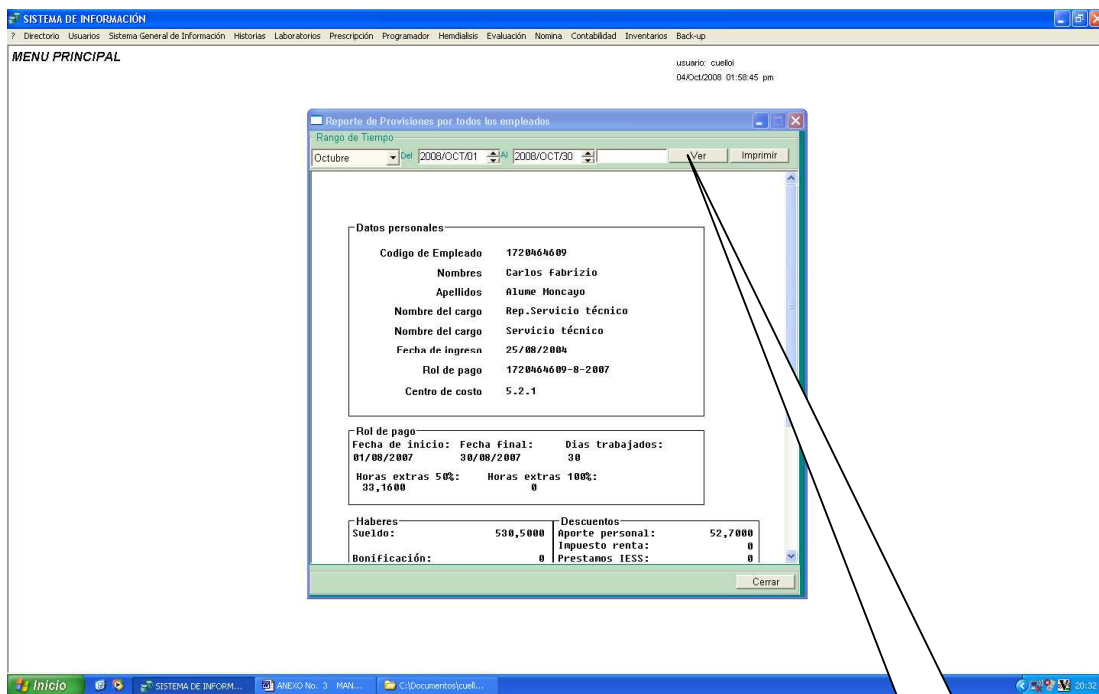 SISTEMA DE INFORMACIÓN
? Directorio Usuarios Sistema General de Información Historias Laboratorios Prescripción Programador Hemdialisis Evaluación Nomina Contabilidad Inventarios Back-up
MENU PRINCIPAL
usuario: cuelloi
04/Oct/2008 01:58:45 pm
Reporte de Provisiones por todos los empleados
Rango de Tiempo
Octubre Del 2008/OCT/01 Al 2008/OCT/30 Ver Imprimir
Datos personales
Codigo de Empleado 1720464609
Nombres Carlos fabrizio
Apellidos Alume Moncayo
Nombre del cargo Rep.Servicio técnico
Nombre del cargo Servicio técnico
Fecha de ingreso 25/08/2004
Rol de pago 1720464609-8-2007
Centro de costo 5.2.1
Rol de pago
Fecha de inicio: Fecha final: Dias trabajados:
01/08/2007 30/08/2007 30
Horas extras 50%: Horas extras 100%:
33,1600 0
Haberes Descuentos
Sueldo: 530,5000 Aporte personal: 52,7000
Impuesto renta: 0
Bonificación: 0 Prestamos IESS: 0
Cerrar
Inicio SISTEMA DE INFORM... ANEXO No. 3 MAN... C:\Documentos\cuell... 20:32